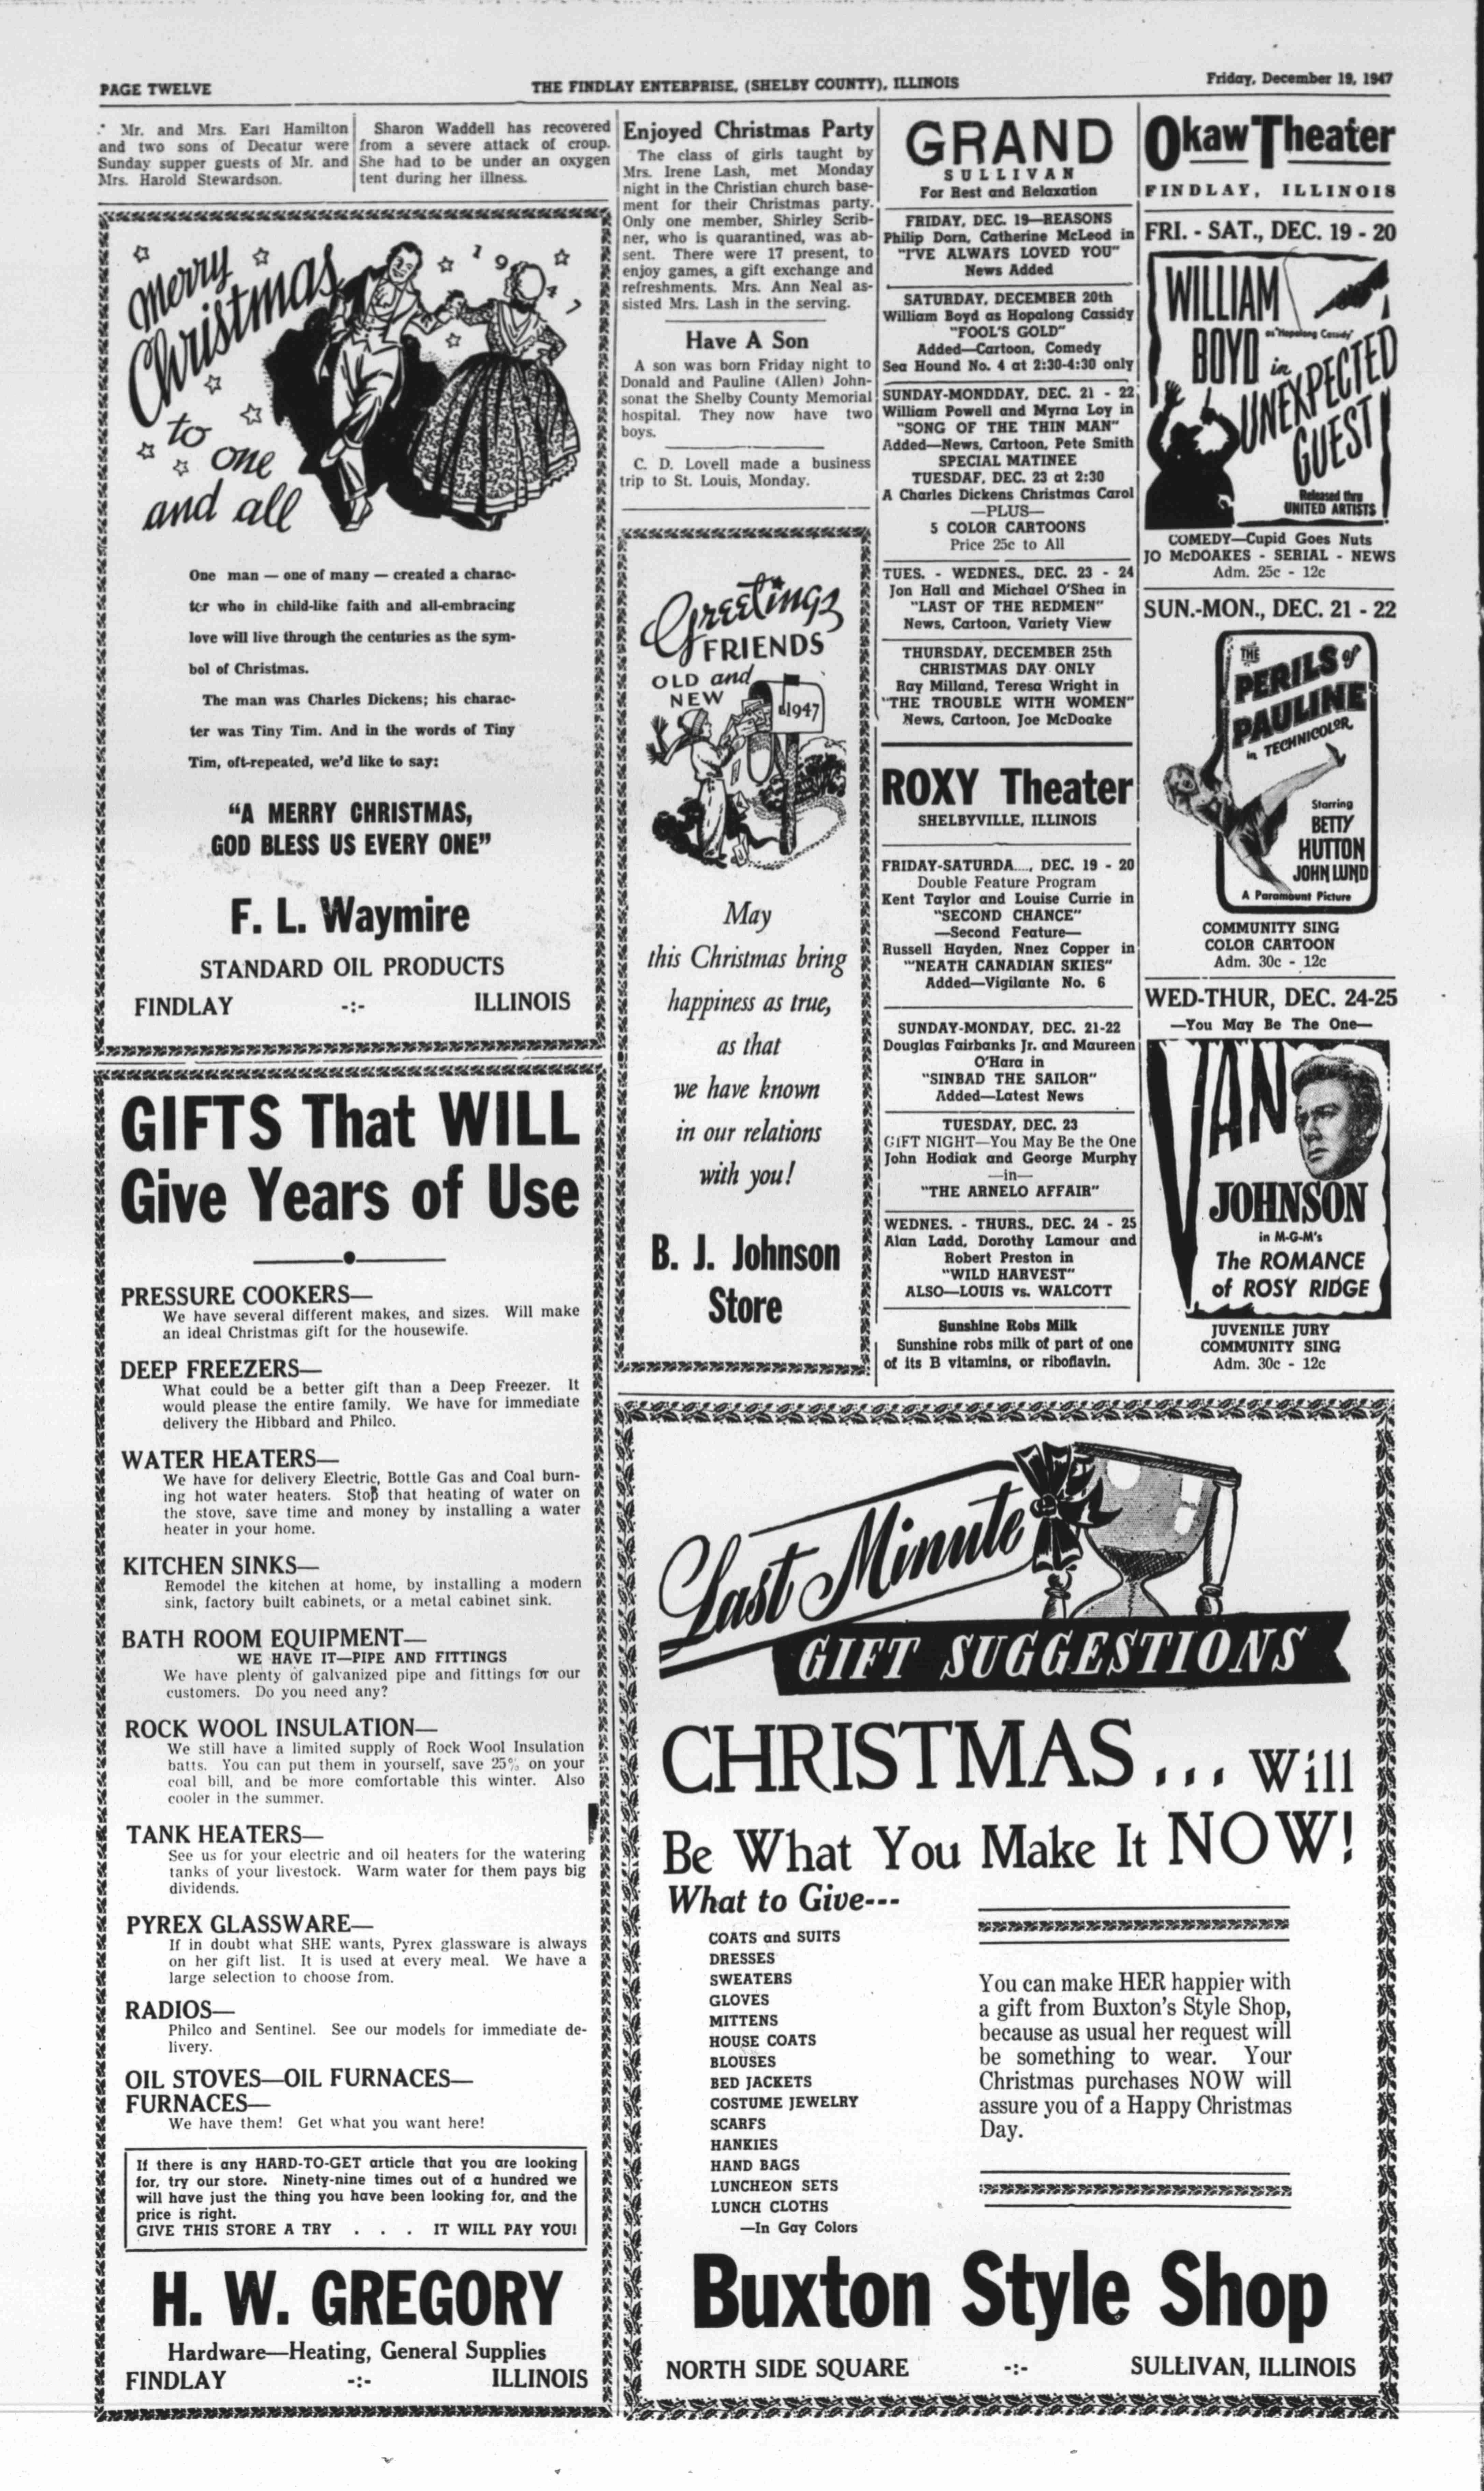 PAGE TWELVE
THE FINDLAY ENTERPRISE, (SHELBY COUNTY), ILLINOIS
Friday, December 19, 1947
Mr. and Mrs. Earl Hamilton
and two sons of Decatur were
Sunday supper guests of Mr. and
Mrs. Harold Stewardson.
Sharon Waddell has recovered
from a severe attack of croup.
She had to be under an oxygen
tent during her illness.
Merry
Christmas
1947
to one
and all
One man — one of many — created a charac-
ter who in child-like faith and all-embracing
love will live through the centuries as the sym-
bol of Christmas.
The man was Charles Dickens; his charac-
ter was Tiny Tim. And in the words of Tiny
Tim, oft-repeated, we'd like to say:
"A MERRY CHRISTMAS,
GOD BLESS US EVERY ONE"
F. L. Waymire
STANDARD OIL PRODUCTS
FINDLAY -:- ILLINOIS
GIFTS That WILL
Give Years of Use
PRESSURE COOKERS—
We have several different makes, and sizes. Will make
an ideal Christmas gift for the housewife.
DEEP FREEZERS—
What could be a better gift than a Deep Freezer. It
would please the entire family. We have for immediate
delivery the Hibbard and Philco.
WATER HEATERS—
We have for delivery Electric, Bottle Gas and Coal burn-
ing hot water heaters. Stop that heating of water on
the stove, save time and money by installing a water
heater in your home.
KITCHEN SINKS—
Remodel the kitchen at home, by installing a modern
sink, factory built cabinets, or a metal cabinet sink.
BATH ROOM EQUIPMENT—
WE HAVE IT—PIPE AND FITTINGS
We have plenty of galvanized pipe and fittings for our
customers. Do you need any?
ROCK WOOL INSULATION—
We still have a limited supply of Rock Wool Insulation
batts. You can put them in yourself, save 25% on your
coal bill, and be more comfortable this winter. Also
cooler in the summer.
TANK HEATERS—
See us for your electric and oil heaters for the watering
tanks of your livestock. Warm water for them pays big
dividends.
PYREX GLASSWARE—
If in doubt what SHE wants, Pyrex glassware is always
on her gift list. It is used at every meal. We have a
large selection to choose from.
RADIOS—
Philco and Sentinel. See our models for immediate de-
livery.
OIL STOVES—OIL FURNACES—
FURNACES—
We have them! Get what you want here!
If there is any HARD-TO-GET article that you are looking
for, try our store. Ninety-nine times out of a hundred we
will have just the thing you have been looking for, and the
price is right.
GIVE THIS STORE A TRY . . . IT WILL PAY YOU!
H. W. GREGORY
Hardware—Heating, General Supplies
FINDLAY -:- ILLINOIS
Enjoyed Christmas Party
The class of girls taught by
Mrs. Irene Lash, met Monday
night in the Christian church base-
ment for their Christmas party.
Only one member, Shirley Scrib-
ner, who is quarantined, was ab-
sent. There were 17 present, to
enjoy games, a gift exchange and
refreshments. Mrs. Ann Neal as-
sisted Mrs. Lash in the serving.
Have A Son
A son was born Friday night to
Donald and Pauline (Allen) John-
sonat the Shelby County Memorial
hospital. They now have two
boys.
C. D. Lovell made a business
trip to St. Louis, Monday.
Greetings
FRIENDS
OLD and
NEW
1947
May
this Christmas bring
happiness as true,
as that
we have known
in our relations
with you!
B. J. Johnson
Store
GRAND
SULLIVAN
For Rest and Relaxation
FRIDAY, DEC. 19—REASONS
Philip Dorn, Catherine McLeod in
"I'VE ALWAYS LOVED YOU"
News Added
SATURDAY, DECEMBER 20th
William Boyd as Hopalong Cassidy
"FOOL'S GOLD"
Added—Cartoon, Comedy
Sea Hound No. 4 at 2:30-4:30 only
SUNDAY-MONDDAY, DEC. 21 - 22
William Powell and Myrna Loy in
"SONG OF THE THIN MAN"
Added—News, Cartoon, Pete Smith
SPECIAL MATINEE
TUESDAF, DEC. 23 at 2:30
A Charles Dickens Christmas Carol
—PLUS—
5 COLOR CARTOONS
Price 25c to All
TUES. - WEDNES., DEC. 23 - 24
Jon Hall and Michael O'Shea in
"LAST OF THE REDMEN"
News, Cartoon, Variety View
THURSDAY, DECEMBER 25th
CHRISTMAS DAY ONLY
Ray Milland, Teresa Wright in
"THE TROUBLE WITH WOMEN"
News, Cartoon, Joe McDoake
ROXY Theater
SHELBYVILLE, ILLINOIS
FRIDAY-SATURDA...., DEC. 19 - 20
Double Feature Program
Kent Taylor and Louise Currie in
"SECOND CHANCE"
—Second Feature—
Russell Hayden, Nnez Copper in
"'NEATH CANADIAN SKIES"
Added—Vigilante No. 6
SUNDAY-MONDAY, DEC. 21-22
Douglas Fairbanks Jr. and Maureen
O'Hara in
"SINBAD THE SAILOR"
Added—Latest News
TUESDAY, DEC. 23
GIFT NIGHT—You May Be the One
John Hodiak and George Murphy
—in—
"THE ARNELO AFFAIR"
WEDNES. - THURS., DEC. 24 - 25
Alan Ladd, Dorothy Lamour and
Robert Preston in
"WILD HARVEST"
ALSO—LOUIS vs. WALCOTT
Sunshine Robs Milk
Sunshine robs milk of part of one
of its B vitamins, or riboflavin.
Okaw Theater
FINDLAY, ILLINOIS
FRI. - SAT., DEC. 19 - 20
WILLIAM
BOYD
as "Hopalong Cassidy"
in
UNEXPECTED
GUEST
Released thru
UNITED ARTISTS
COMEDY—Cupid Goes Nuts
JO McDOAKES - SERIAL - NEWS
Adm. 25c - 12c
SUN.-MON., DEC. 21 - 22
THE
PERILS of
PAULINE
in TECHNICOLOR
Starring
BETTY
HUTTON
JOHN LUND
A Paramount Picture
COMMUNITY SING
COLOR CARTOON
Adm. 30c - 12c
WED-THUR, DEC. 24-25
—You May Be The One—
VAN
JOHNSON
in M-G-M's
The ROMANCE
of ROSY RIDGE
JUVENILE JURY
COMMUNITY SING
Adm. 30c - 12c
Last Minute
GIFT SUGGESTIONS
CHRISTMAS . . . Will
Be What You Make It NOW!
What to Give---
COATS and SUITS
DRESSES
SWEATERS
GLOVES
MITTENS
HOUSE COATS
BLOUSES
BED JACKETS
COSTUME JEWELRY
SCARFS
HANKIES
HAND BAGS
LUNCHEON SETS
LUNCH CLOTHS
—In Gay Colors
You can make HER happier with
a gift from Buxton's Style Shop,
because as usual her request will
be something to wear. Your
Christmas purchases NOW will
assure you of a Happy Christmas
Day.
Buxton Style Shop
NORTH SIDE SQUARE -:- SULLIVAN, ILLINOIS